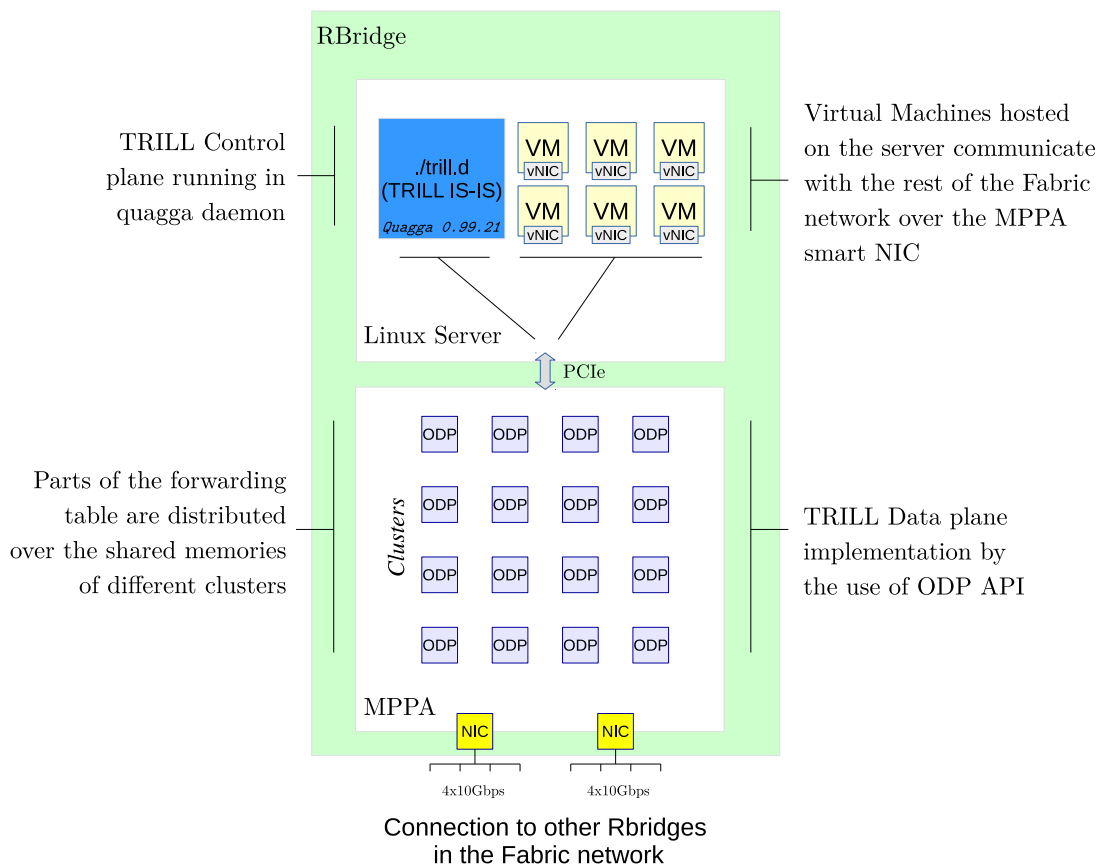 RBridge
TRILL Control
plane running in
quagga daemon
./trill.d
(TRILL IS-IS)
Quagga 0.99.21
VM VM VM
vNIC vNIC vNIC
VM VM VM
vNIC vNIC vNIC
Virtual Machines hosted
on the server communicate
with the rest of the Fabric
network over the MPPA
smart NIC
Linux Server
PCIe
Parts of the forwarding
table are distributed
over the shared memories
of different clusters
Clusters
ODP ODP ODP ODP
ODP ODP ODP ODP
ODP ODP ODP ODP
ODP ODP ODP ODP
TRILL Data plane
implementation by
the use of ODP API
MPPA
NIC NIC
4x10Gbps 4x10Gbps
Connection to other Rbridges
in the Fabric network